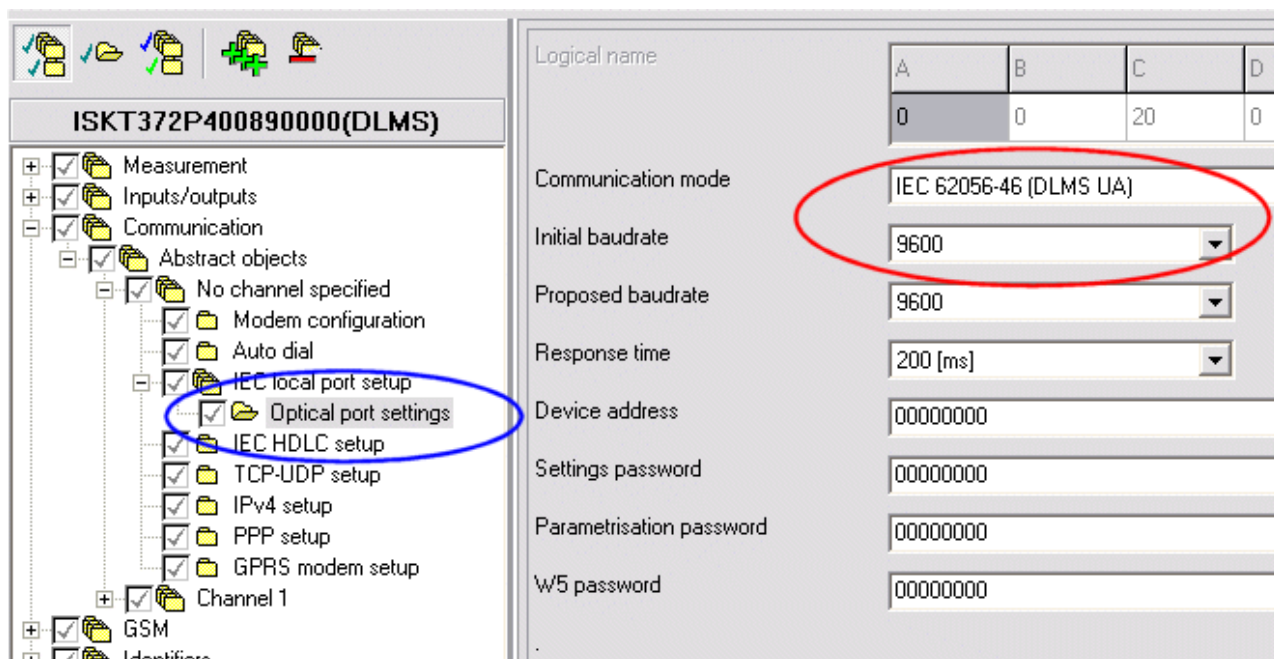 ISKT372P400890000(DLMS)
Measurement
Inputs/outputs
Communication
Abstract objects
No channel specified
Modem configuration
Auto dial
IEC local port setup
Optical port settings
IEC HDLC setup
TCP-UDP setup
IPv4 setup
PPP setup
GPRS modem setup
Channel 1
GSM
Identifiers
Logical name
A B C D
0 0 20 0
Communication mode IEC 62056-46 (DLMS UA)
Initial baudrate 9600
Proposed baudrate 9600
Response time 200 [ms]
Device address 00000000
Settings password 00000000
Parametrisation password 00000000
W5 password 00000000
.